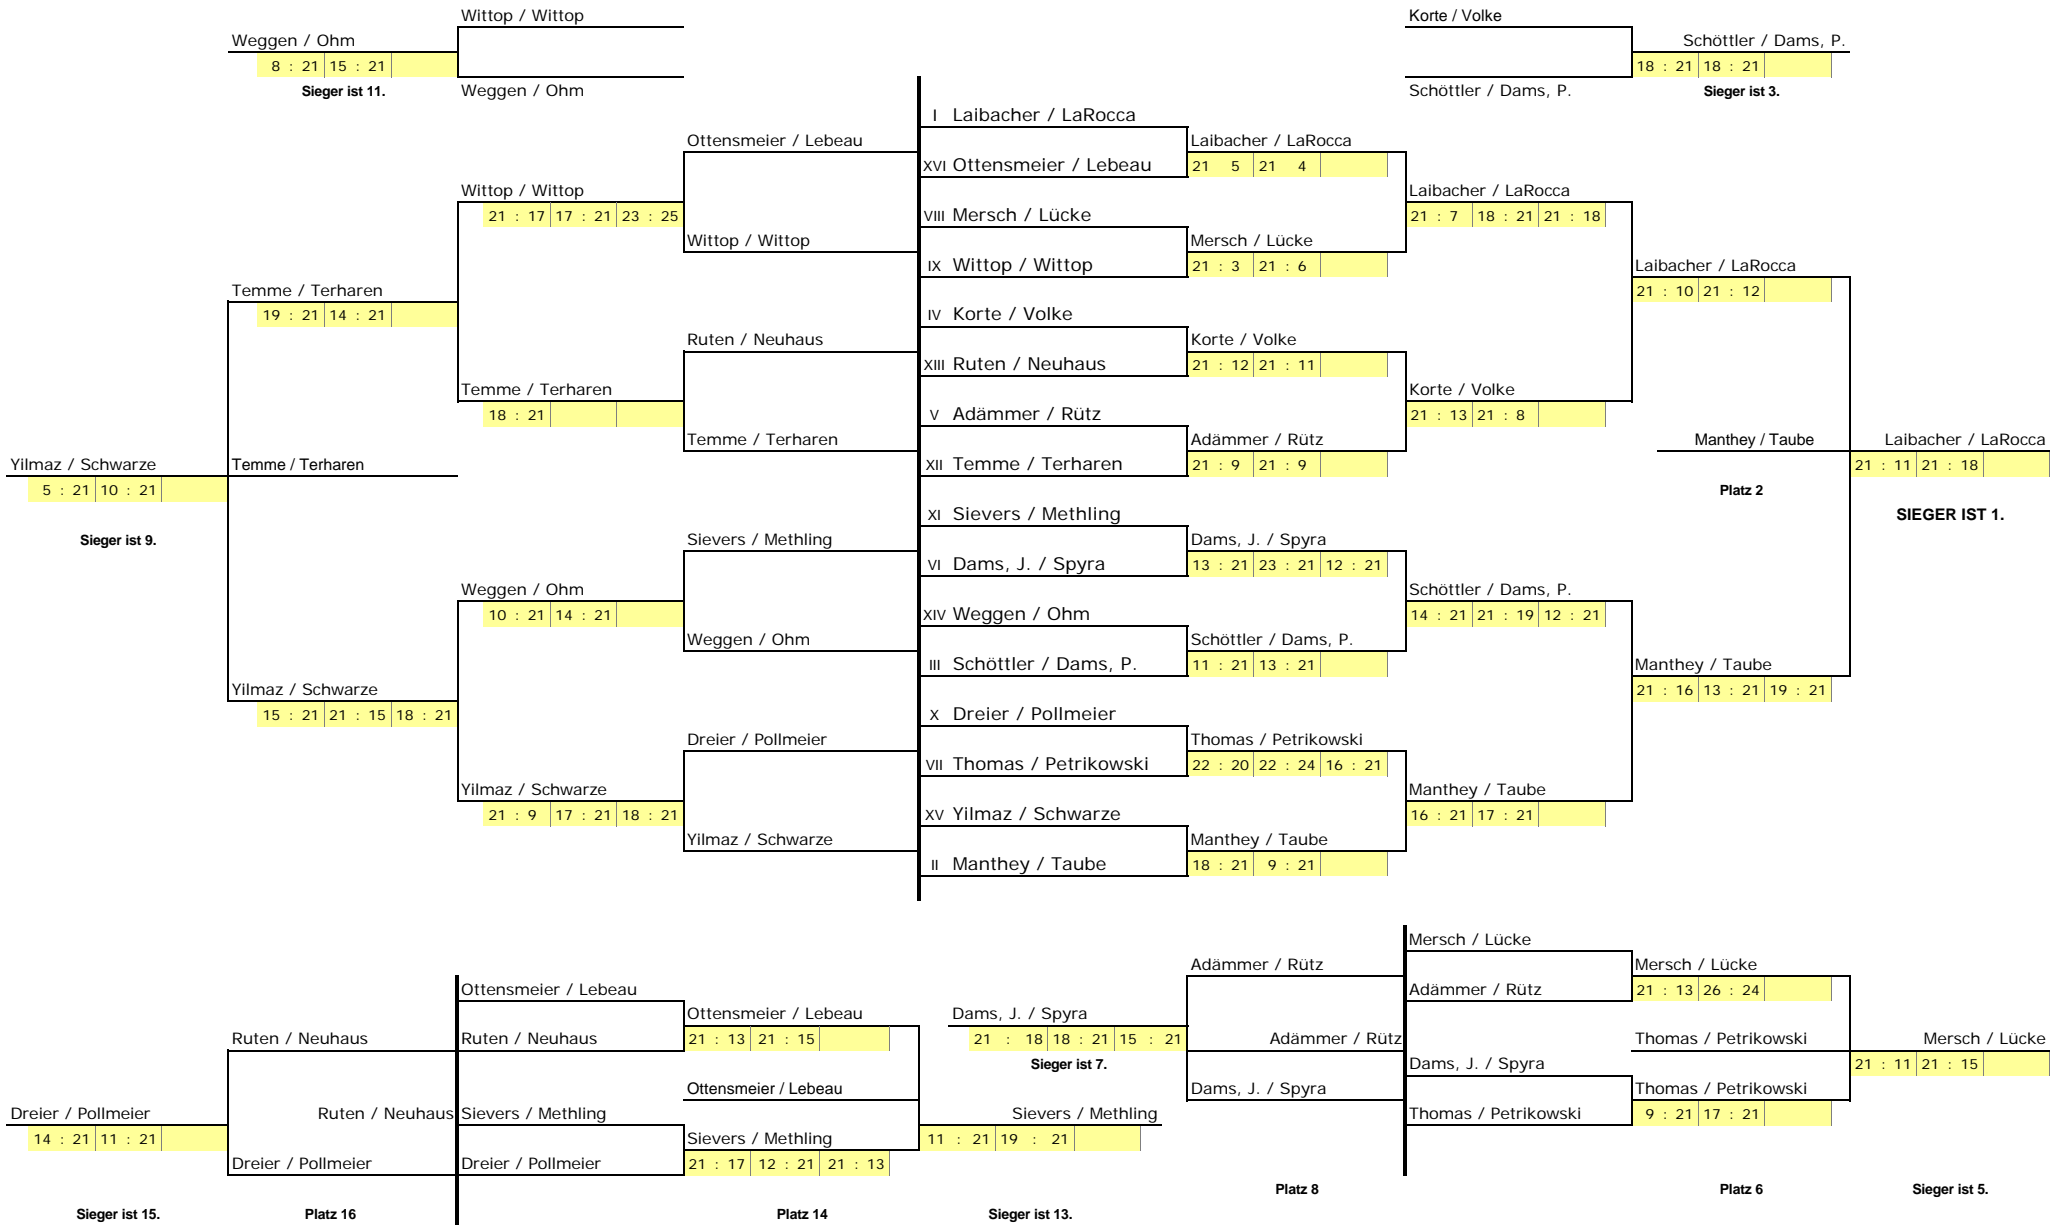 Wittop / Wittop
Korte / Volke
Weggen / Ohm
Schöttler / Dams, P.
8 : 21 15 : 21
18 : 21 18 : 21
Sieger ist 11.
Weggen / Ohm
Schöttler / Dams, P.
Sieger ist 3.
I Laibacher / LaRocca
Ottensmeier / Lebeau
Laibacher / LaRocca
XVI Ottensmeier / Lebeau
21 5 21 4
Wittop / Wittop
Laibacher / LaRocca
21 : 17 17 : 21 23 : 25
VIII Mersch / Lücke
21 : 7 18 : 21 21 : 18
Wittop / Wittop
Mersch / Lücke
IX Wittop / Wittop
21 : 3 21 : 6
Laibacher / LaRocca
Temme / Terharen
21 : 10 21 : 12
19 : 21 14 : 21
IV Korte / Volke
Ruten / Neuhaus
Korte / Volke
XIII Ruten / Neuhaus
21 : 12 21 : 11
Temme / Terharen
Korte / Volke
18 : 21
V Adämmer / Rütz
21 : 13 21 : 8
Temme / Terharen
Adämmer / Rütz
Manthey / Taube
Laibacher / LaRocca
Yilmaz / Schwarze
Temme / Terharen
XII Temme / Terharen
21 : 9 21 : 9
21 : 11 21 : 18
5 : 21 10 : 21
Platz 2
XI Sievers / Methling
SIEGER IST 1.
Sieger ist 9.
Sievers / Methling
Dams, J. / Spyra
VI Dams, J. / Spyra
13 : 21 23 : 21 12 : 21
Weggen / Ohm
Schöttler / Dams, P.
10 : 21 14 : 21
XIV Weggen / Ohm
14 : 21 21 : 19 12 : 21
Weggen / Ohm
Schöttler / Dams, P.
III Schöttler / Dams, P.
11 : 21 13 : 21
Manthey / Taube
Yilmaz / Schwarze
21 : 16 13 : 21 19 : 21
15 : 21 21 : 15 18 : 21
X Dreier / Pollmeier
Dreier / Pollmeier
Thomas / Petrikowski
VII Thomas / Petrikowski
22 : 20 22 : 24 16 : 21
Yilmaz / Schwarze
Manthey / Taube
21 : 9 17 : 21 18 : 21
XV Yilmaz / Schwarze
16 : 21 17 : 21
Yilmaz / Schwarze
Manthey / Taube
II Manthey / Taube
18 : 21 9 : 21
Mersch / Lücke
Adämmer / Rütz
Mersch / Lücke
Ottensmeier / Lebeau
Adämmer / Rütz
21 : 13 26 : 24
Ottensmeier / Lebeau
Dams, J. / Spyra
Ruten / Neuhaus
Ruten / Neuhaus
21 : 13 21 : 15
21 : 18 18 : 21 15 : 21
Adämmer / Rütz
Thomas / Petrikowski
Mersch / Lücke
Sieger ist 7.
Dams, J. / Spyra
21 : 11 21 : 15
Ottensmeier / Lebeau
Dams, J. / Spyra
Thomas / Petrikowski
Dreier / Pollmeier
Ruten / Neuhaus
Sievers / Methling
Sievers / Methling
Thomas / Petrikowski
9 : 21 17 : 21
14 : 21 11 : 21
Sievers / Methling
11 : 21 19 : 21
Dreier / Pollmeier
Dreier / Pollmeier
21 : 17 12 : 21 21 : 13
Platz 8
Platz 6
Sieger ist 5.
Sieger ist 15.
Platz 16
Platz 14
Sieger ist 13.